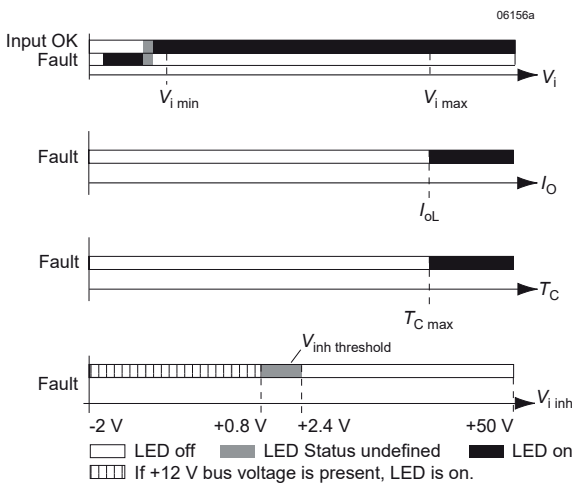 06156a
Input OK
Fault
Vi
Vi min
Vi max
Fault
IO
IoL
Fault
TC
TC max
Vinh threshold
Fault
Vi inh
-2 V
+0.8 V
+2.4 V
+50 V
LED off
LED Status undefined
LED on
If +12 V bus voltage is present, LED is on.